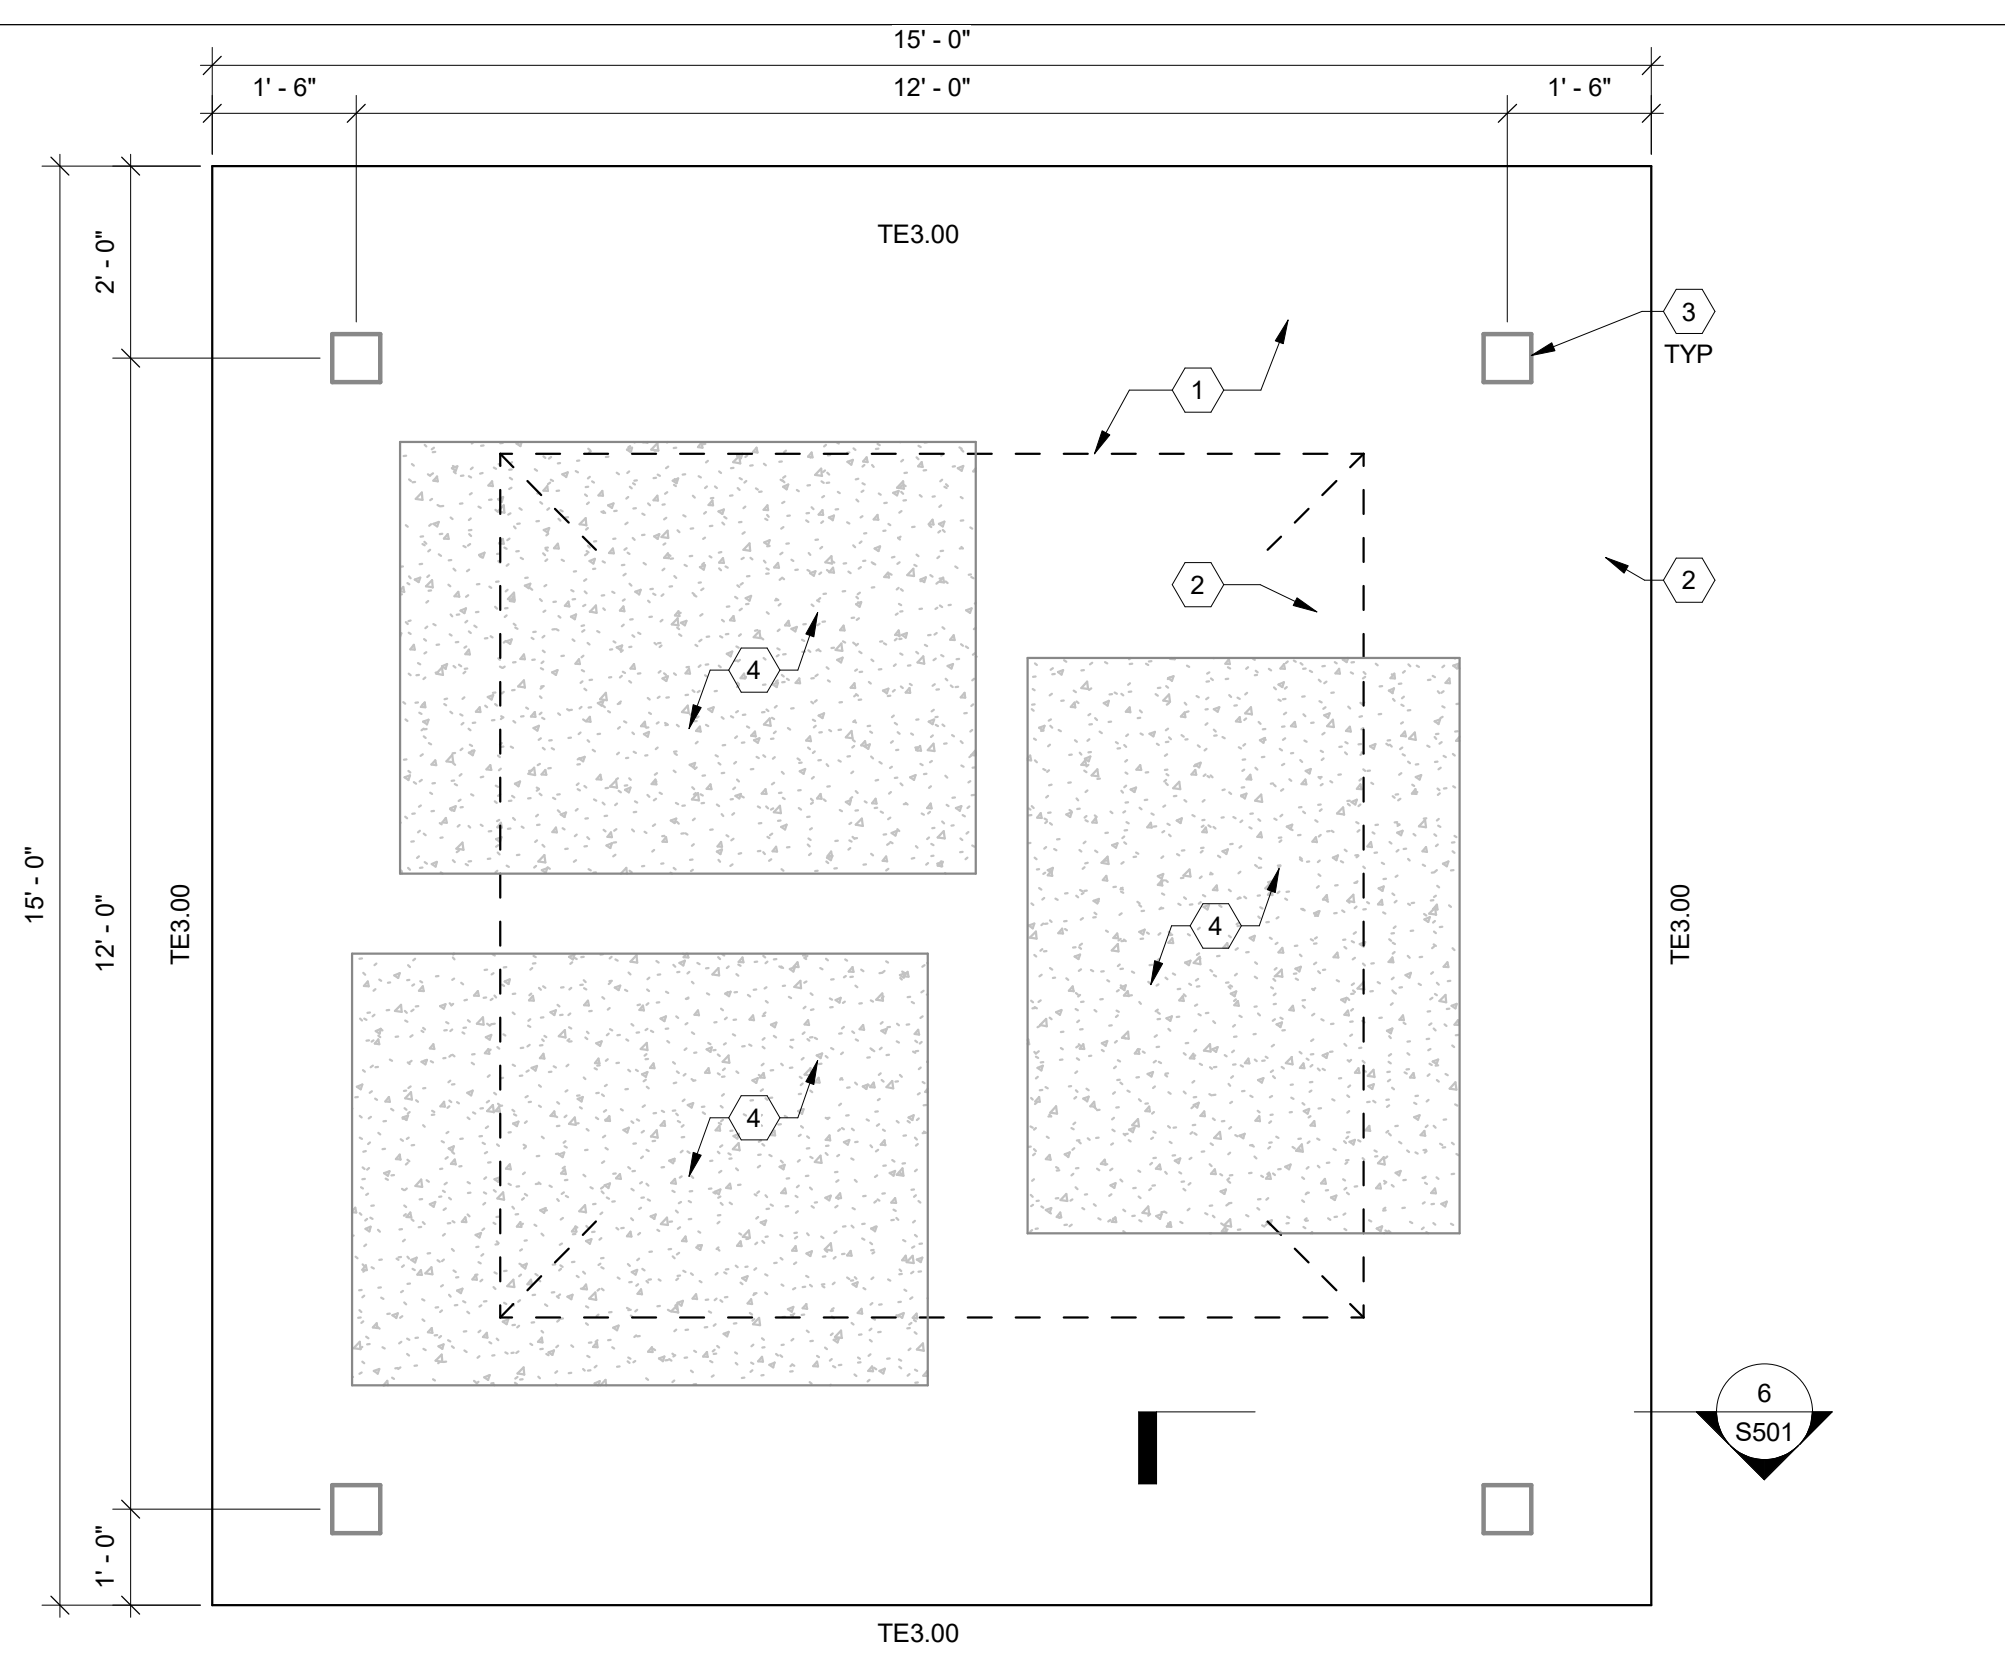 15' - 0"
1' - 6"
12' - 0"
1' - 6"
TE3.00
2' - 0"
3
TYP
1
2
2
4
15' - 0"
12' - 0"
TE3.00
4
TE3.00
4
6
S501
1' - 0"
TE3.00